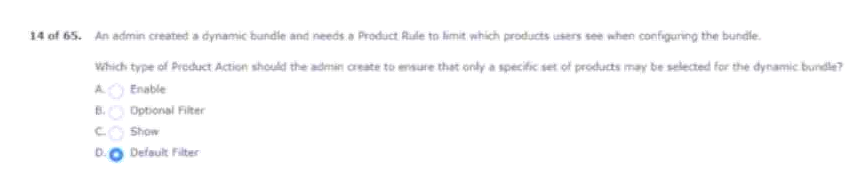 14 of 65. An admin created a dynamic bundle and needs a Product Rule to limit which products users see when configuring the bundle.
Which type of Product Action should the admin create to ensure that only a specific set of products may be selected for the dynamic bundle?
A. Enable
B. Optional Filter
C. Show
D. Default Filter